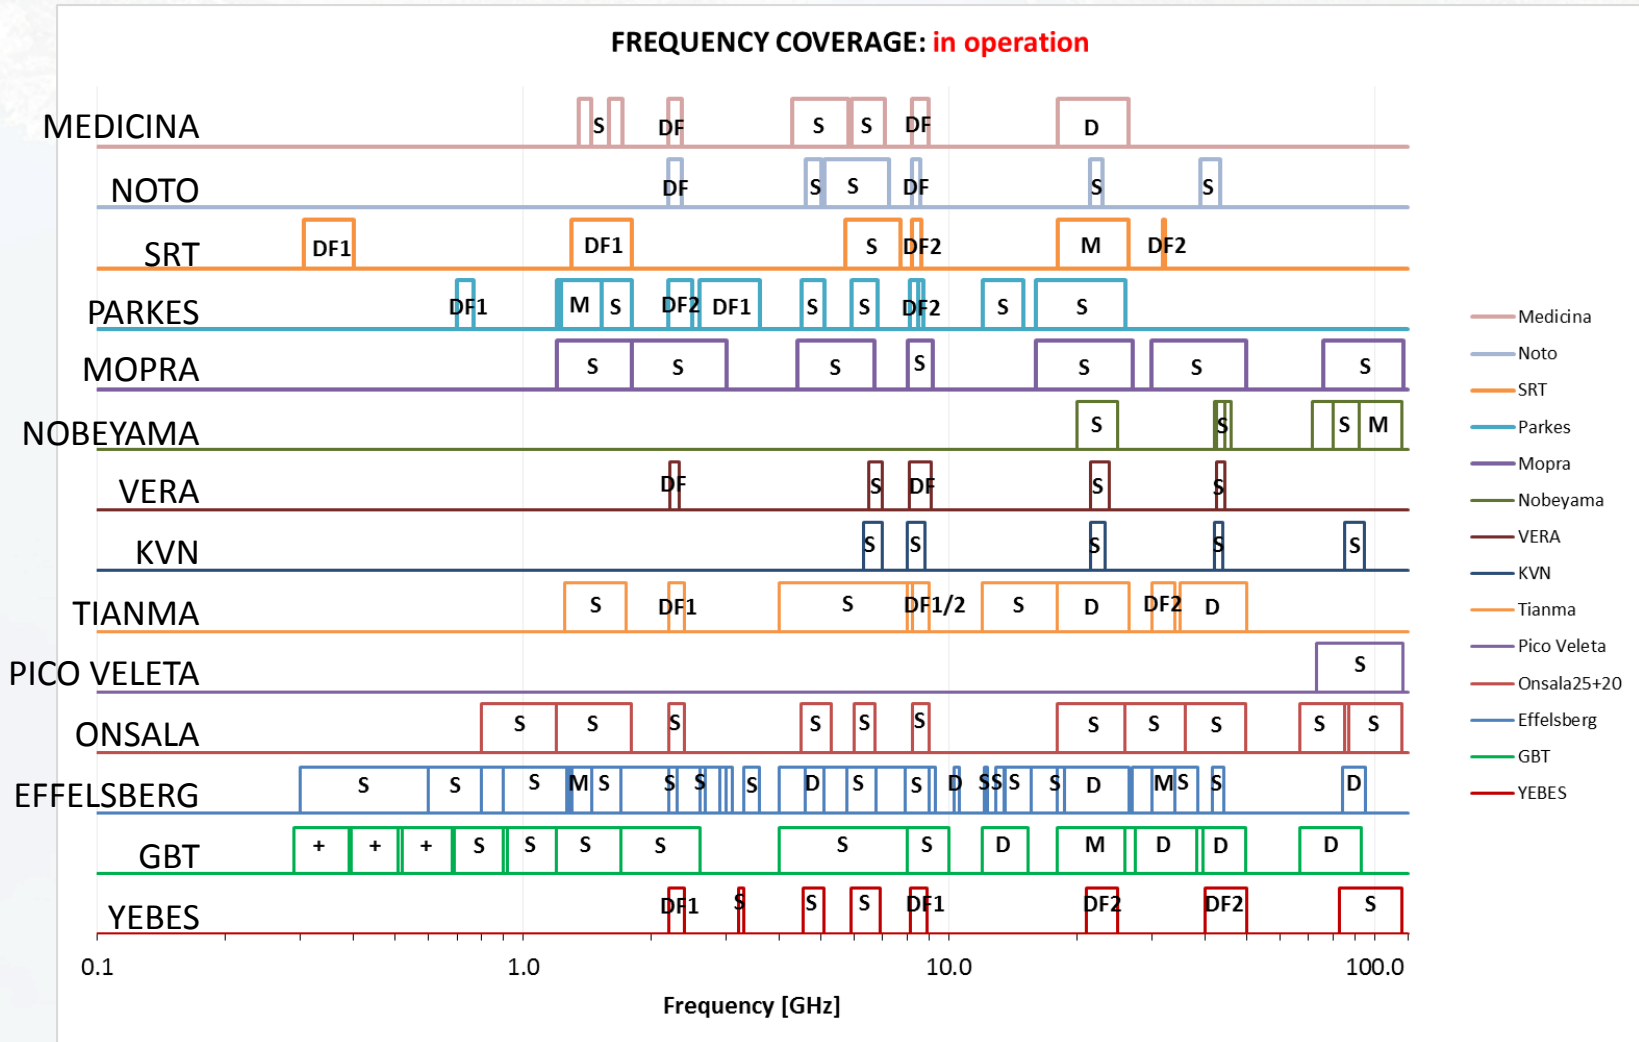 FREQUENCY COVERAGE: in operation
MEDICINA S DF S S DF D
NOTO DF S S DF S S
SRT DF1 DF1 S DF2 M DF2
PARKES DF1 M S DF2 DF1 S S DF2 S S
MOPRA S S S S S S S
NOBEYAMA S S S M
VERA DF S DF S S
KVN S S S S S
TIANMA S DF1 S DF1/2 S D DF2 D
PICO VELETA S
ONSALA S S S S S S S S S S S
EFFELSBERG S S S M S S S S D S S D S S S S D M S S D
GBT + + + S S S S S S D M D D D
YEBES DF1 S S S DF1 DF2 DF2 S
0.1 1.0 10.0 100.0
Frequency [GHz]
Medicina
Noto
SRT
Parkes
Mopra
Nobeyama
VERA
KVN
Tianma
Pico Veleta
Onsala25+20
Effelsberg
GBT
YEBES